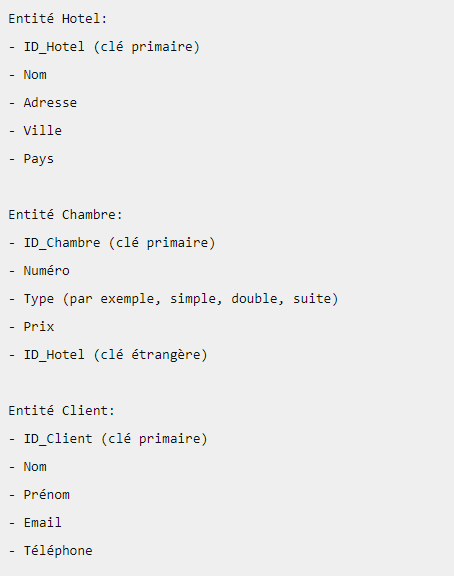 Entité Hotel:
- ID_Hotel (clé primaire)
- Nom
- Adresse
- Ville
- Pays
Entité Chambre:
- ID_Chambre (clé primaire)
- Numéro
- Type (par exemple, simple, double, suite)
- Prix
- ID_Hotel (clé étrangère)
Entité Client:
- ID_Client (clé primaire)
- Nom
- Prénom
- Email
- Téléphone